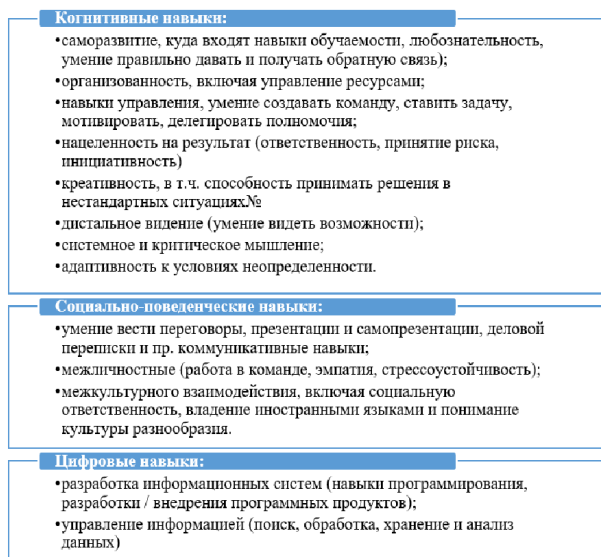 Когнитивные навыки:
•саморазвитие, куда входят навыки обучаемости, любознательность,
умение правильно давать и получать обратную связь);
•организованность, включая управление ресурсами;
•навыки управления, умение создавать команду, ставить задачу,
мотивировать, делегировать полномочия;
•нацеленность на результат (ответственность, принятие риска,
инициативность)
•креативность, в т.ч. способность принимать решения в
нестандартных ситуациях№
•дистальное видение (умение видеть возможности);
•системное и критическое мышление;
•адаптивность к условиях неопределенности.
Социально-поведенческие навыки:
•умение вести переговоры, презентации и самопрезентации, деловой
переписки и пр. коммуникативные навыки;
•межличностные (работа в команде, эмпатия, стрессоустойчивость);
•межкультурного взаимодействия, включая социальную
ответственность, владение иностранными языками и понимание
культуры разнообразия.
Цифровые навыки:
•разработка информационных систем (навыки программирования,
разработки / внедрения программных продуктов);
•управление информацией (поиск, обработка, хранение и анализ
данных)